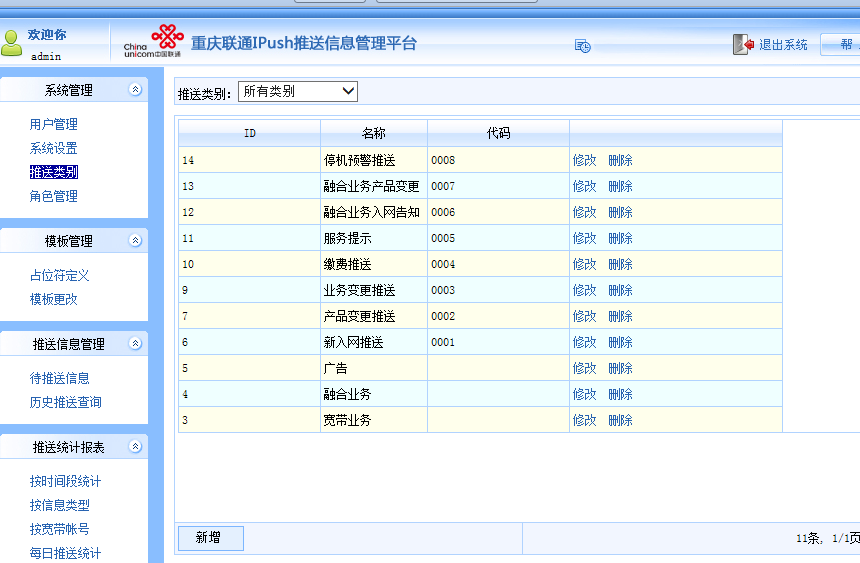 欢迎你
admin
China
unicom中国联通
重庆联通IPush推送信息管理平台
退出系统
帮
系统管理
用户管理
系统设置
推送类别
角色管理
模板管理
占位符定义
模板更改
推送信息管理
待推送信息
历史推送查询
推送统计报表
按时间段统计
按信息类型
按宽带帐号
每日推送统计
推送类别： 所有类别
ID 名称 代码
14 停机预警推送 0008 修改 删除
13 融合业务产品变更 0007 修改 删除
12 融合业务入网告知 0006 修改 删除
11 服务提示 0005 修改 删除
10 缴费推送 0004 修改 删除
9 业务变更推送 0003 修改 删除
7 产品变更推送 0002 修改 删除
6 新入网推送 0001 修改 删除
5 广告 修改 删除
4 融合业务 修改 删除
3 宽带业务 修改 删除
新增
11条, 1/1页